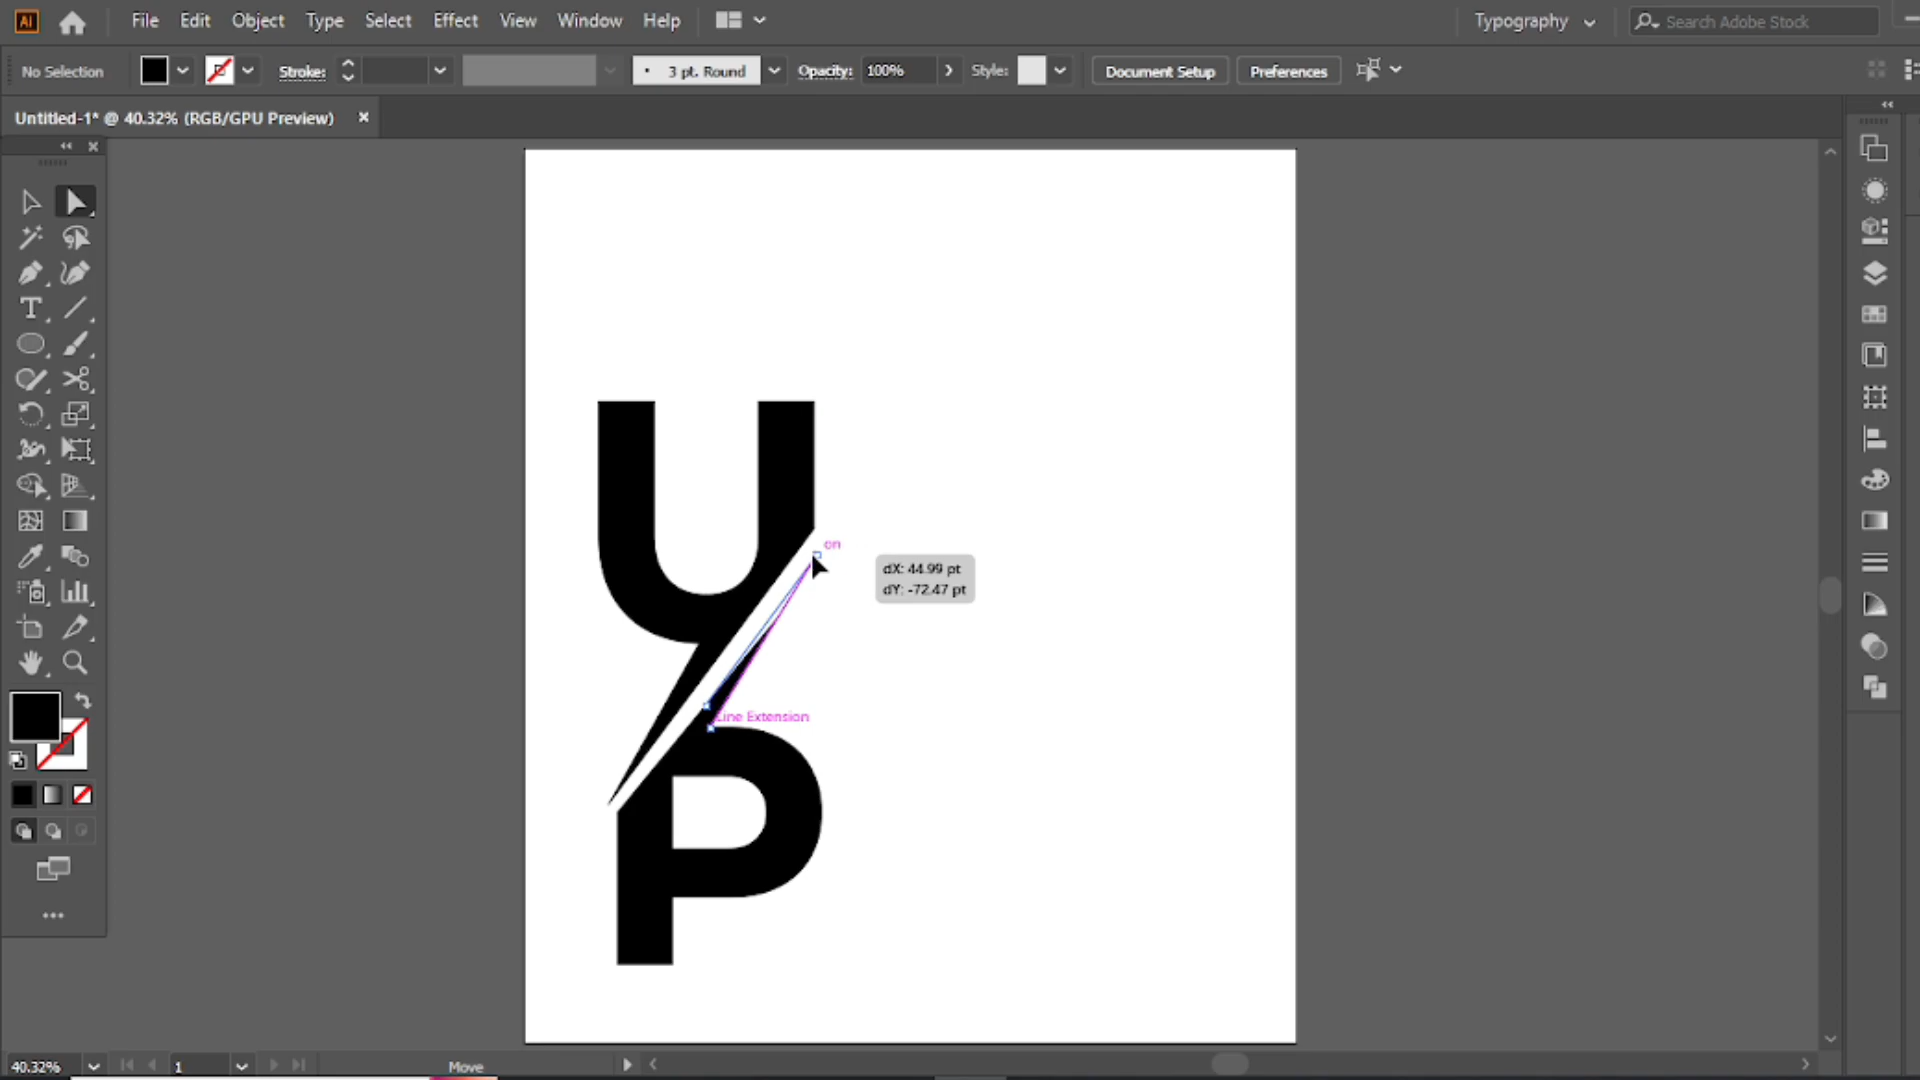 Ai File Edit Object Type Select Effect View Window Help Typography Search Adobe Stock
No Selection Stroke: 3 pt. Round Opacity: 100% Style: Document Setup Preferences
Untitled-1* @ 40.32% (RGB/GPU Preview)
U
on
dX: 44.99 pt
dY: -72.47 pt
Line Extension
P
40.32% 1 Move